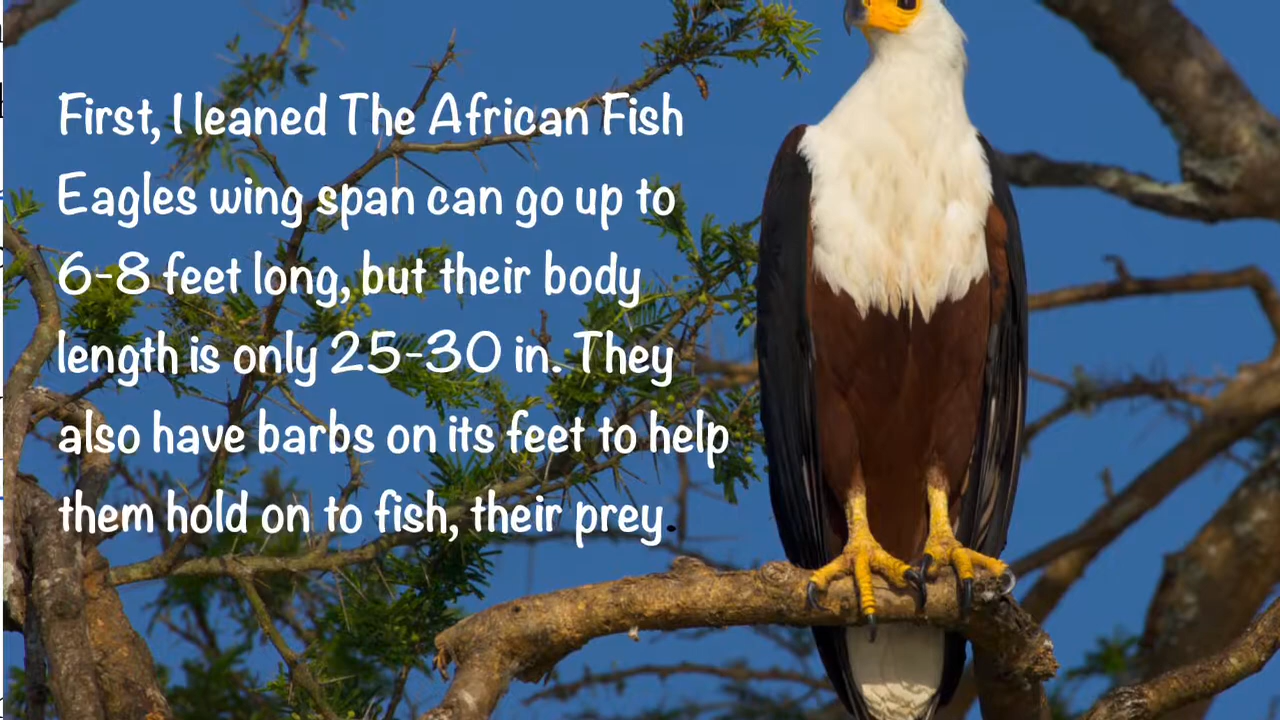 First, I leaned The African Fish
Eagles wing span can go up to
6-8 feet long, but their body
length is only 25-30 in. They
also have barbs on its feet to help
them hold on to fish, their prey.